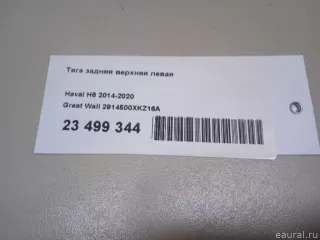 Тяга задняя верхняя левая
Haval H6 2014-2020
Great Wall 2914500XKZ16A
23 499 344
eaural.ru